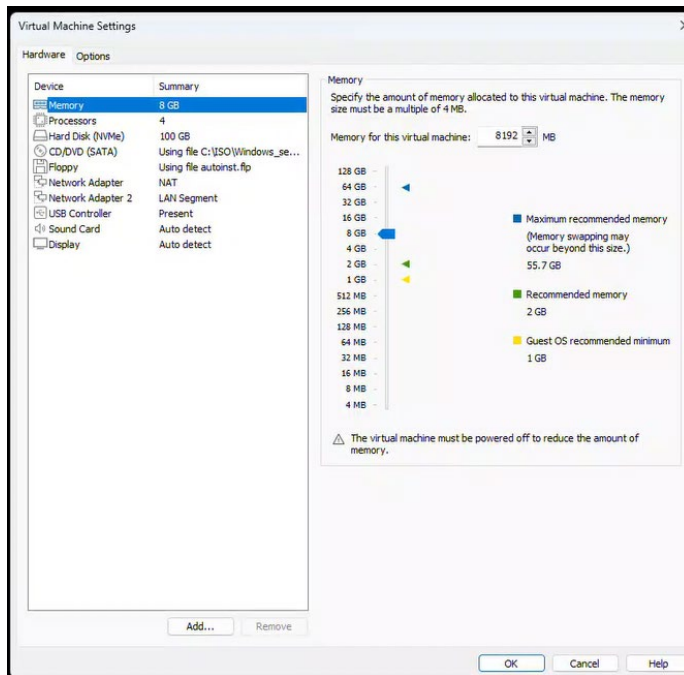 Virtual Machine Settings
Hardware Options
Device Summary
Memory 8 GB
Processors 4
Hard Disk (NVMe) 100 GB
CD/DVD (SATA) Using file C:\ISO\Windows_se...
Floppy Using file autoinst.flp
Network Adapter NAT
Network Adapter 2 LAN Segment
USB Controller Present
Sound Card Auto detect
Display Auto detect
Add... Remove
Memory
Specify the amount of memory allocated to this virtual machine. The memory
size must be a multiple of 4 MB.
Memory for this virtual machine: 8192 MB
128 GB
64 GB
32 GB
16 GB
8 GB
4 GB
2 GB
1 GB
512 MB
256 MB
128 MB
64 MB
32 MB
16 MB
8 MB
4 MB
Maximum recommended memory
(Memory swapping may
occur beyond this size.)
55.7 GB
Recommended memory
2 GB
Guest OS recommended minimum
1 GB
The virtual machine must be powered off to reduce the amount of
memory.
OK Cancel Help